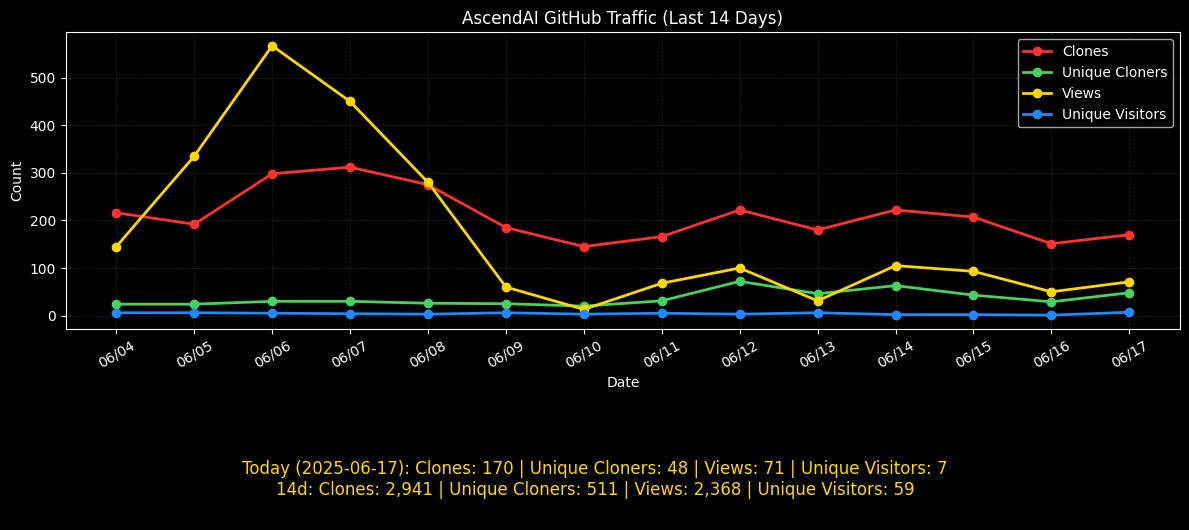 AscendAI GitHub Traffic (Last 14 Days)
Clones
Unique Cloners
Views
Unique Visitors
Count
500
400
300
200
100
0
06/04 06/05 06/06 06/07 06/08 06/09 06/10 06/11 06/12 06/13 06/14 06/15 06/16 06/17
Date
Today (2025-06-17): Clones: 170 | Unique Cloners: 48 | Views: 71 | Unique Visitors: 7
14d: Clones: 2,941 | Unique Cloners: 511 | Views: 2,368 | Unique Visitors: 59